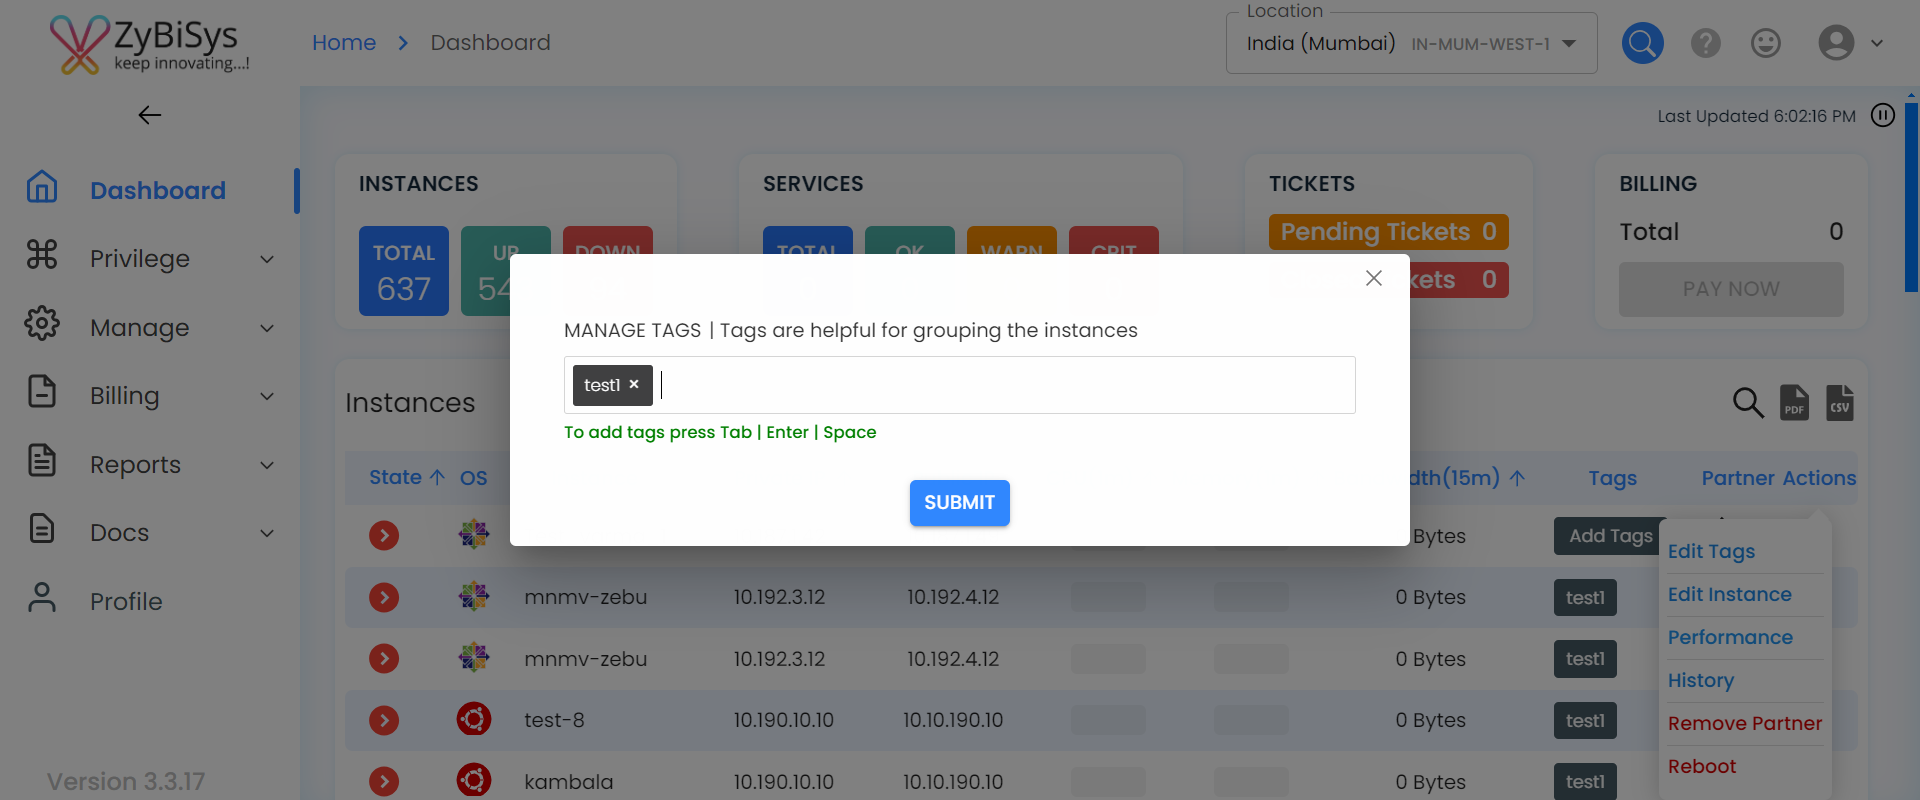 ZyBiSys
keep innovating...!
Home > Dashboard
Location
India (Mumbai) IN-MUM-WEST-1
Last Updated 6:02:16 PM
Dashboard
Privilege
Manage
Billing
Reports
Docs
Profile
Version 3.3.17
INSTANCES
TOTAL
637
UP
DOWN
SERVICES
TOTAL
OK
WARN
CRIT
TICKETS
Pending Tickets 0
0
BILLING
Total 0
PAY NOW
MANAGE TAGS | Tags are helpful for grouping the instances
test1 ×
To add tags press Tab | Enter | Space
SUBMIT
Instances
PDF
CSV
State OS (15m) Tags Partner Actions
Bytes Add Tags
mnmv-zebu 10.192.3.12 10.192.4.12 0 Bytes test1
mnmv-zebu 10.192.3.12 10.192.4.12 0 Bytes test1
test-8 10.190.10.10 10.10.190.10 0 Bytes test1
kambala 10.190.10.10 10.10.190.10 0 Bytes test1
Edit Tags
Edit Instance
Performance
History
Remove Partner
Reboot